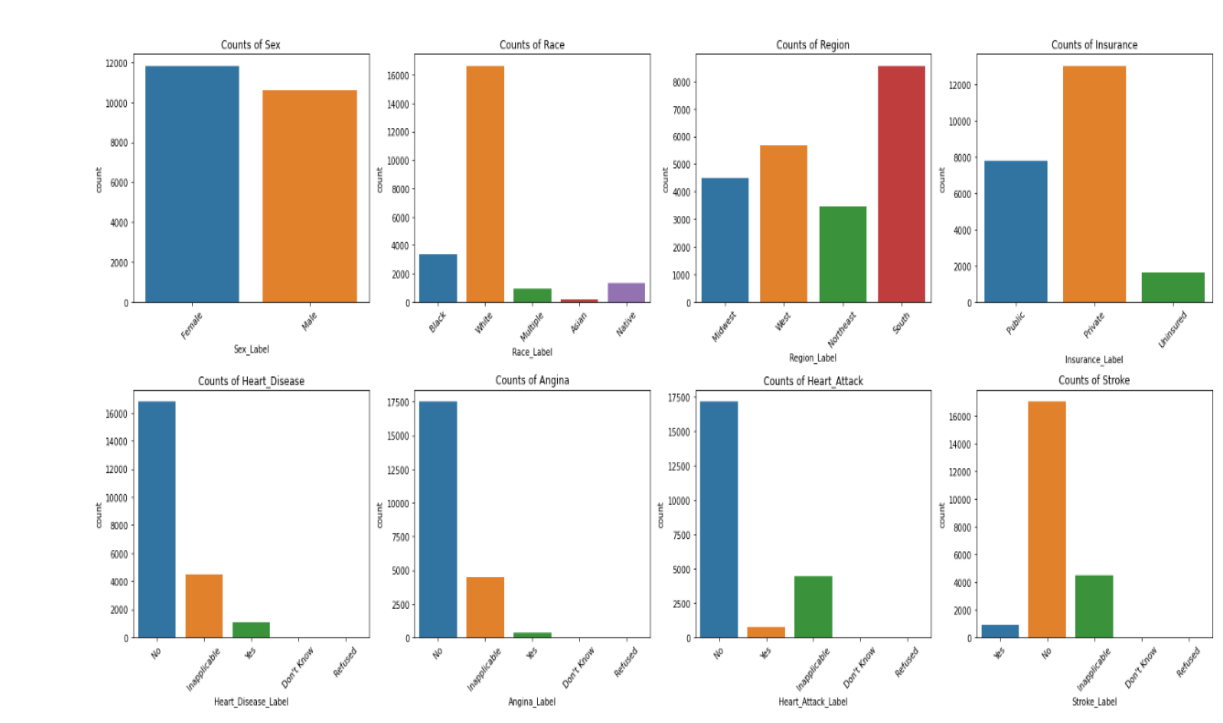 Counts of Sex
12000
10000
8000
6000
4000
2000
0
count
Female
Male
Sex_Label
Counts of Race
16000
14000
12000
10000
8000
6000
4000
2000
0
Black
White
Multiple
Asian
Native
Race_Label
Counts of Region
8000
7000
6000
5000
4000
3000
2000
1000
0
count
Midwest
West
Northeast
South
Region_Label
Counts of Insurance
12000
10000
8000
6000
4000
2000
0
count
Public
Private
Uninsured
Insurance_Label
Counts of Heart_Disease
16000
14000
12000
10000
8000
6000
4000
2000
0
count
No
Inapplicable
Yes
Don't Know
Refused
Heart_Disease_Label
Counts of Angina
17500
15000
12500
10000
7500
5000
2500
0
No
Inapplicable
Yes
Don't Know
Refused
Angina_Label
Counts of Heart_Attack
17500
15000
12500
10000
7500
5000
2500
0
count
No
Yes
Inapplicable
Don't Know
Refused
Heart_Attack_Label
Counts of Stroke
16000
14000
12000
10000
8000
6000
4000
2000
0
count
Yes
No
Inapplicable
Don't Know
Refused
Stroke_Label